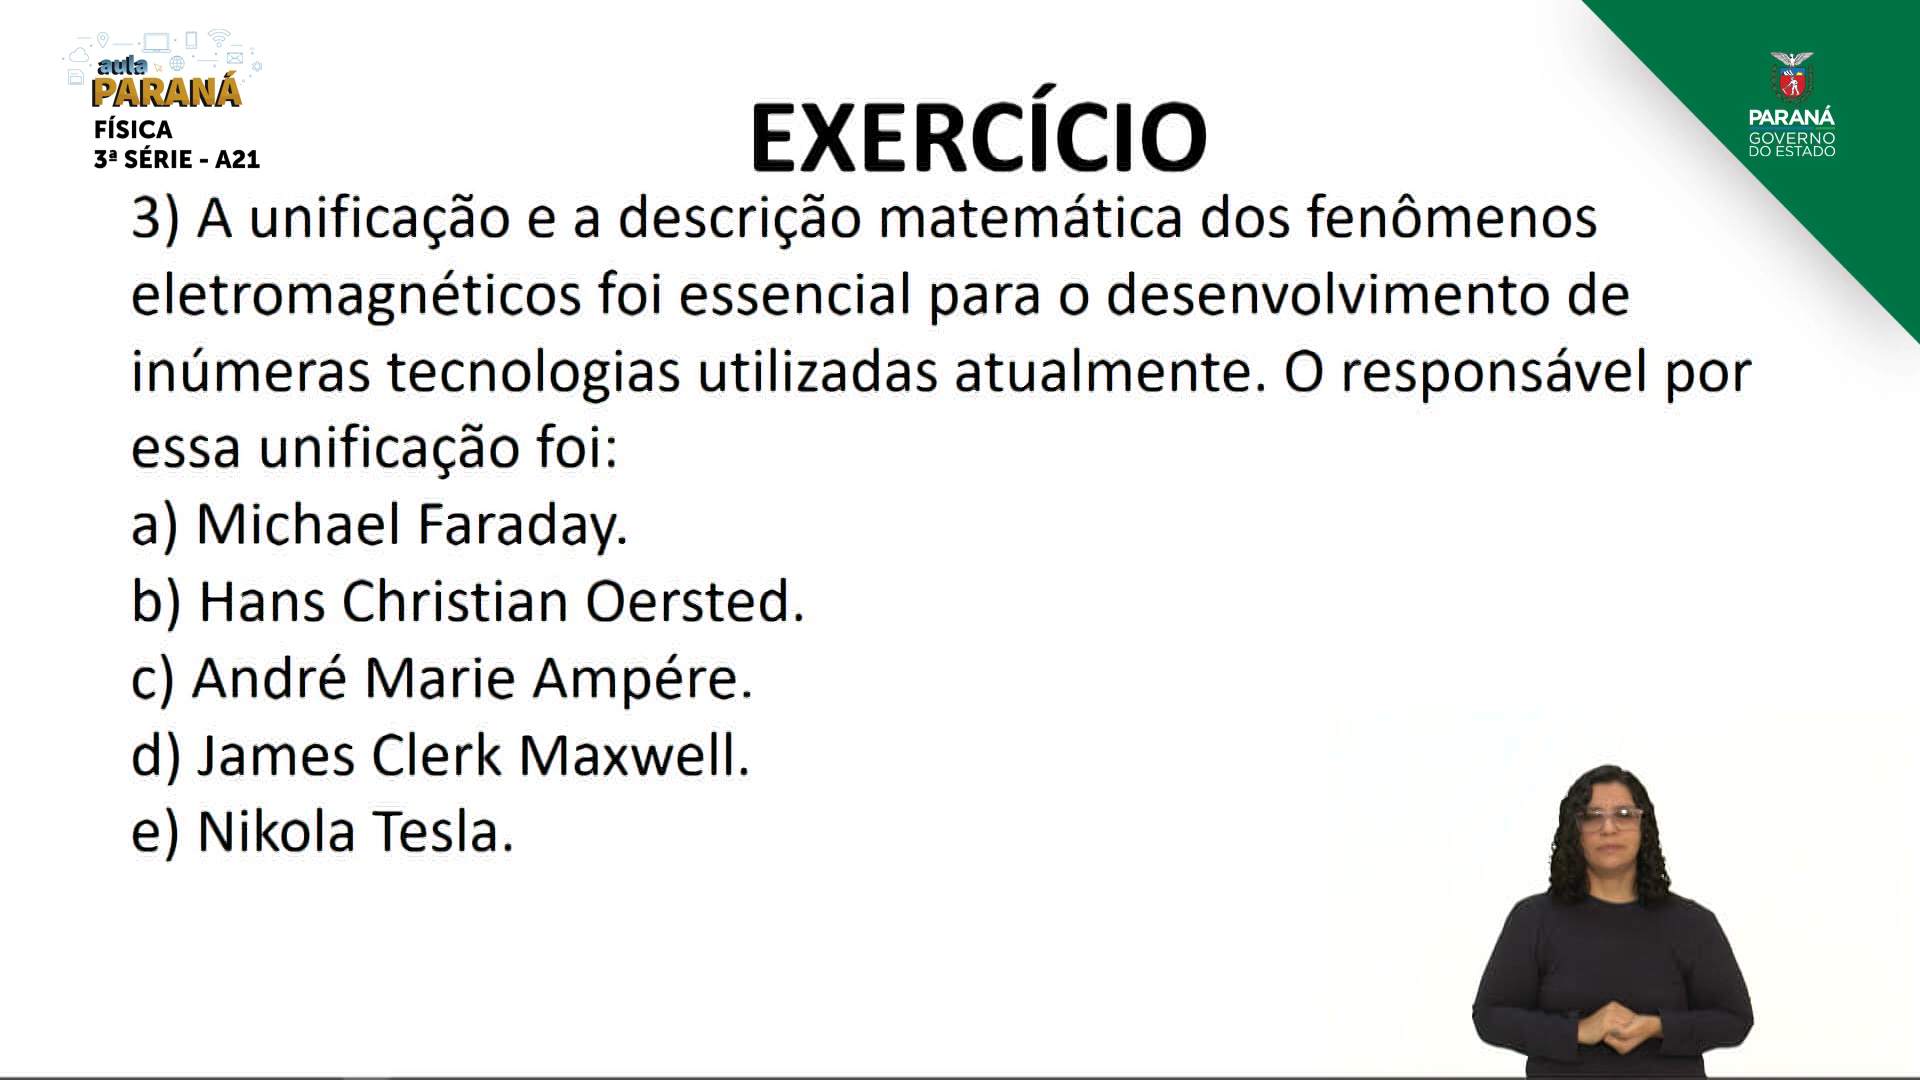 aula
PARANÁ
FÍSICA
3ª SÉRIE - A21
PARANÁ
GOVERNO
DO ESTADO
EXERCÍCIO
3) A unificação e a descrição matemática dos fenômenos
eletromagnéticos foi essencial para o desenvolvimento de
inúmeras tecnologias utilizadas atualmente. O responsável por
essa unificação foi:
a) Michael Faraday.
b) Hans Christian Oersted.
c) André Marie Ampére.
d) James Clerk Maxwell.
e) Nikola Tesla.